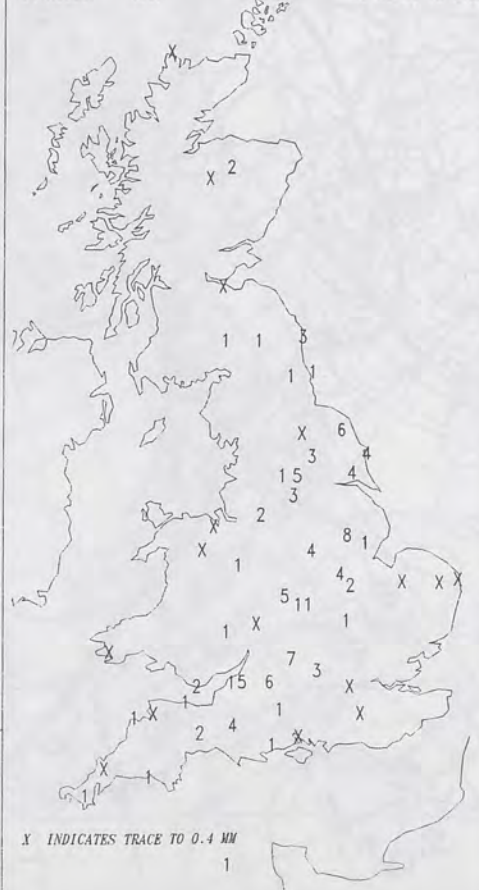 X
2
X
X
1 1 3
1 1
6
X
3 4
1 5 4
3
2
X
8
X 4 1
1
4
5 2 X X X
11
1 X 1
X
7
3
2 15 6 X
1
1 X 1 X
2 4 X
1
X 1
1
X INDICATES TRACE TO 0.4 MM
1